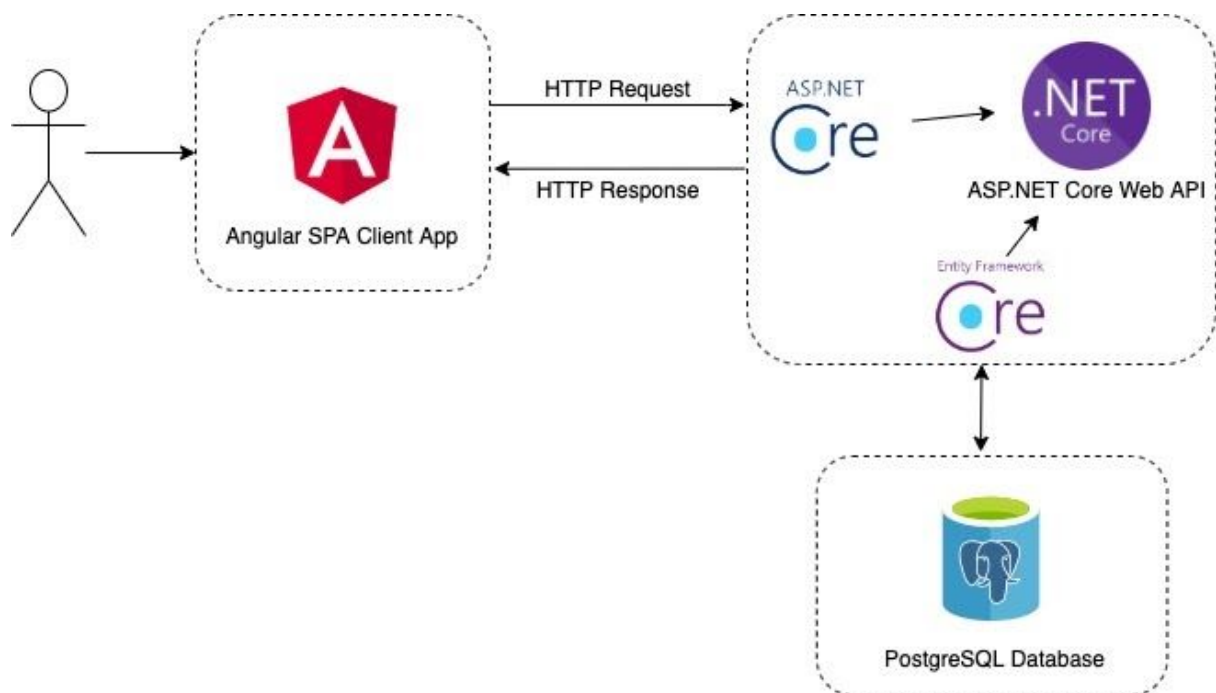 HTTP Request
HTTP Response
A
Angular SPA Client App
ASP.NET
Core
.NET
Core
ASP.NET Core Web API
Entity Framework
Core
PostgreSQL Database